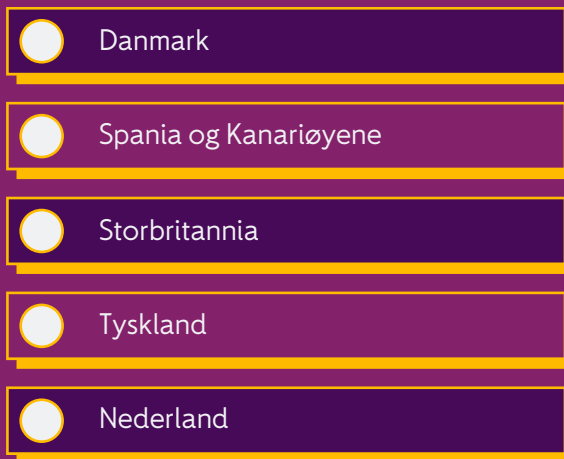 Danmark
Spania og Kanariøyene
Storbritannia
Tyskland
Nederland